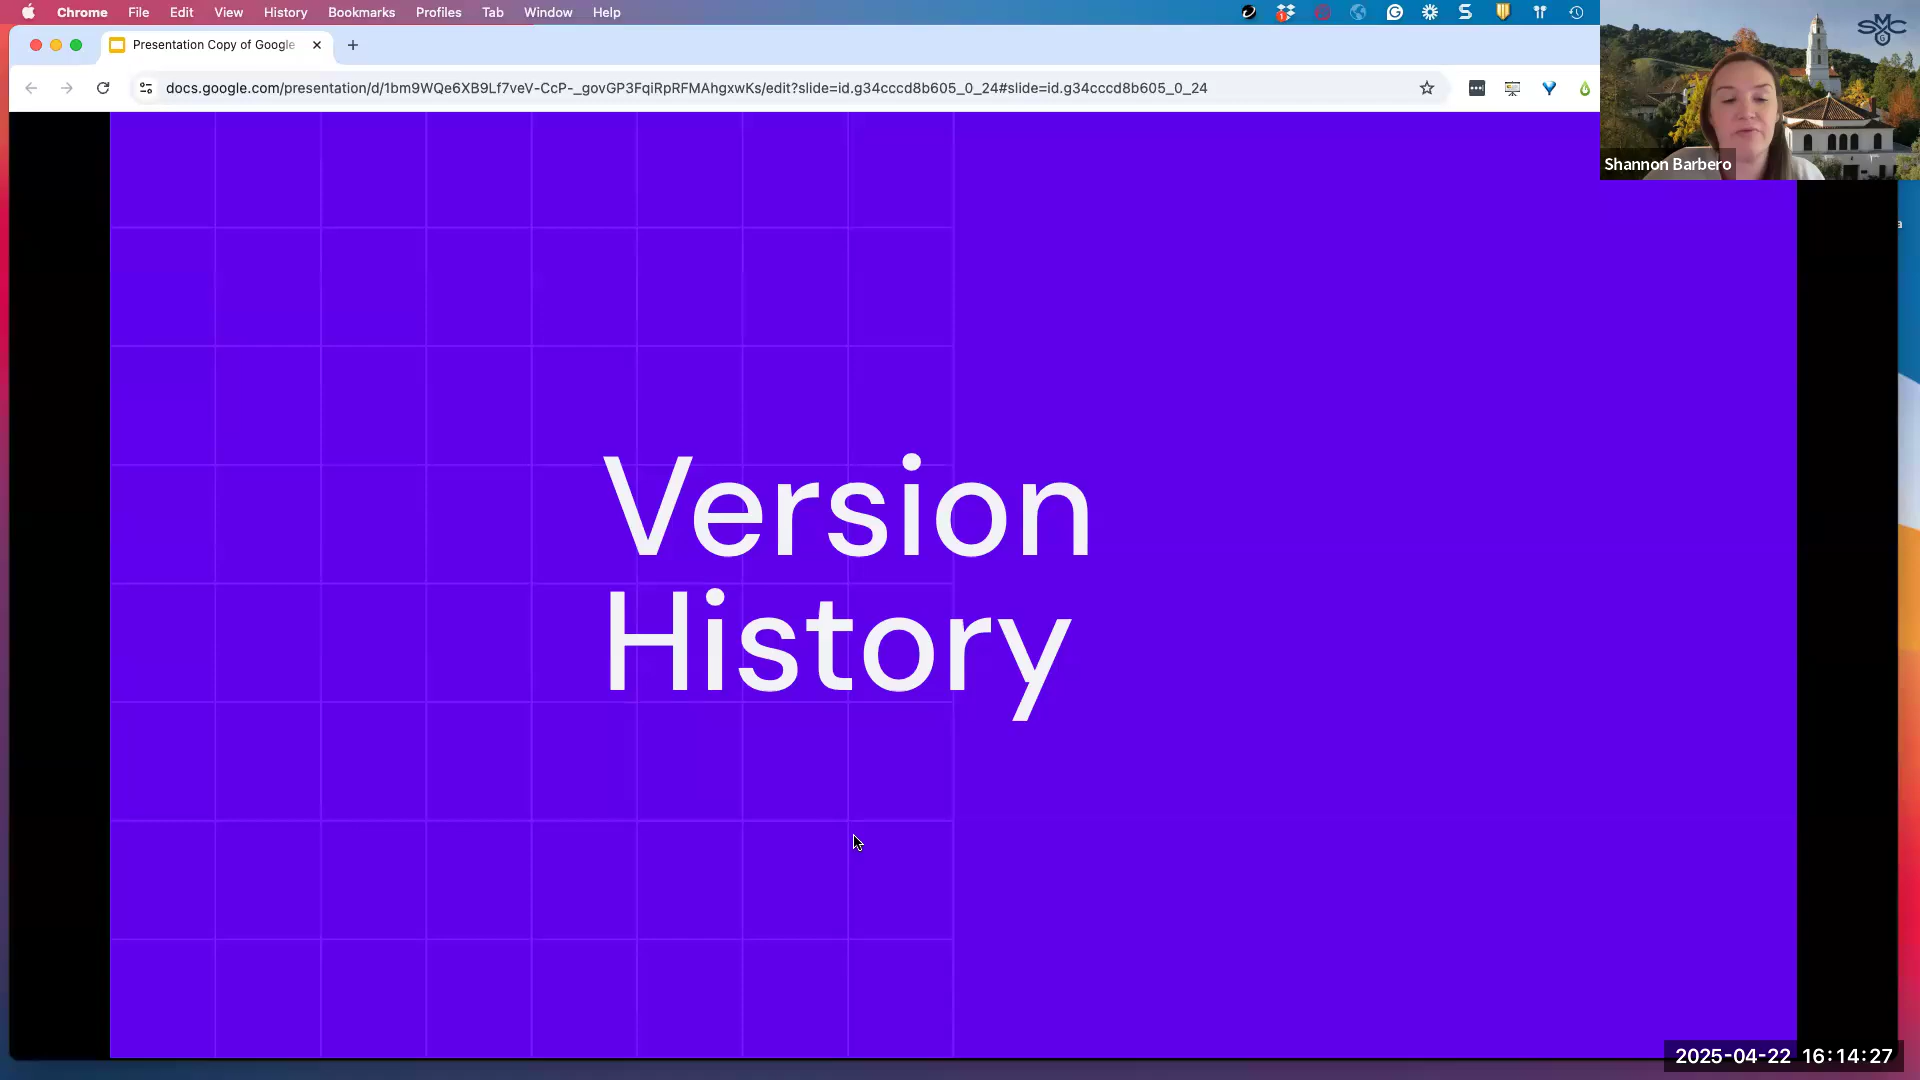 Chrome File Edit View History Bookmarks Profiles Tab Window Help
Presentation Copy of Google
docs.google.com/presentation/d/1bm9WQe6XB9Lf7veV-CcP-_govGP3FqiRpRFMAhgxwKs/edit?slide=id.g34cccd8b605_0_24#slide=id.g34cccd8b605_0_24
SMC
Shannon Barbero
Version
History
2025-04-22 16:14:27